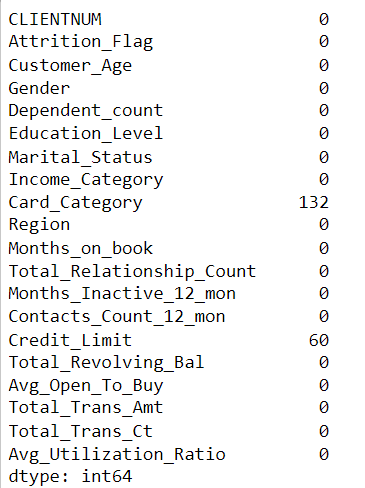 CLIENTNUM 0
Attrition_Flag 0
Customer_Age 0
Gender 0
Dependent_count 0
Education_Level 0
Marital_Status 0
Income_Category 0
Card_Category 132
Region 0
Months_on_book 0
Total_Relationship_Count 0
Months_Inactive_12_mon 0
Contacts_Count_12_mon 0
Credit_Limit 60
Total_Revolving_Bal 0
Avg_Open_To_Buy 0
Total_Trans_Amt 0
Total_Trans_Ct 0
Avg_Utilization_Ratio 0
dtype: int64